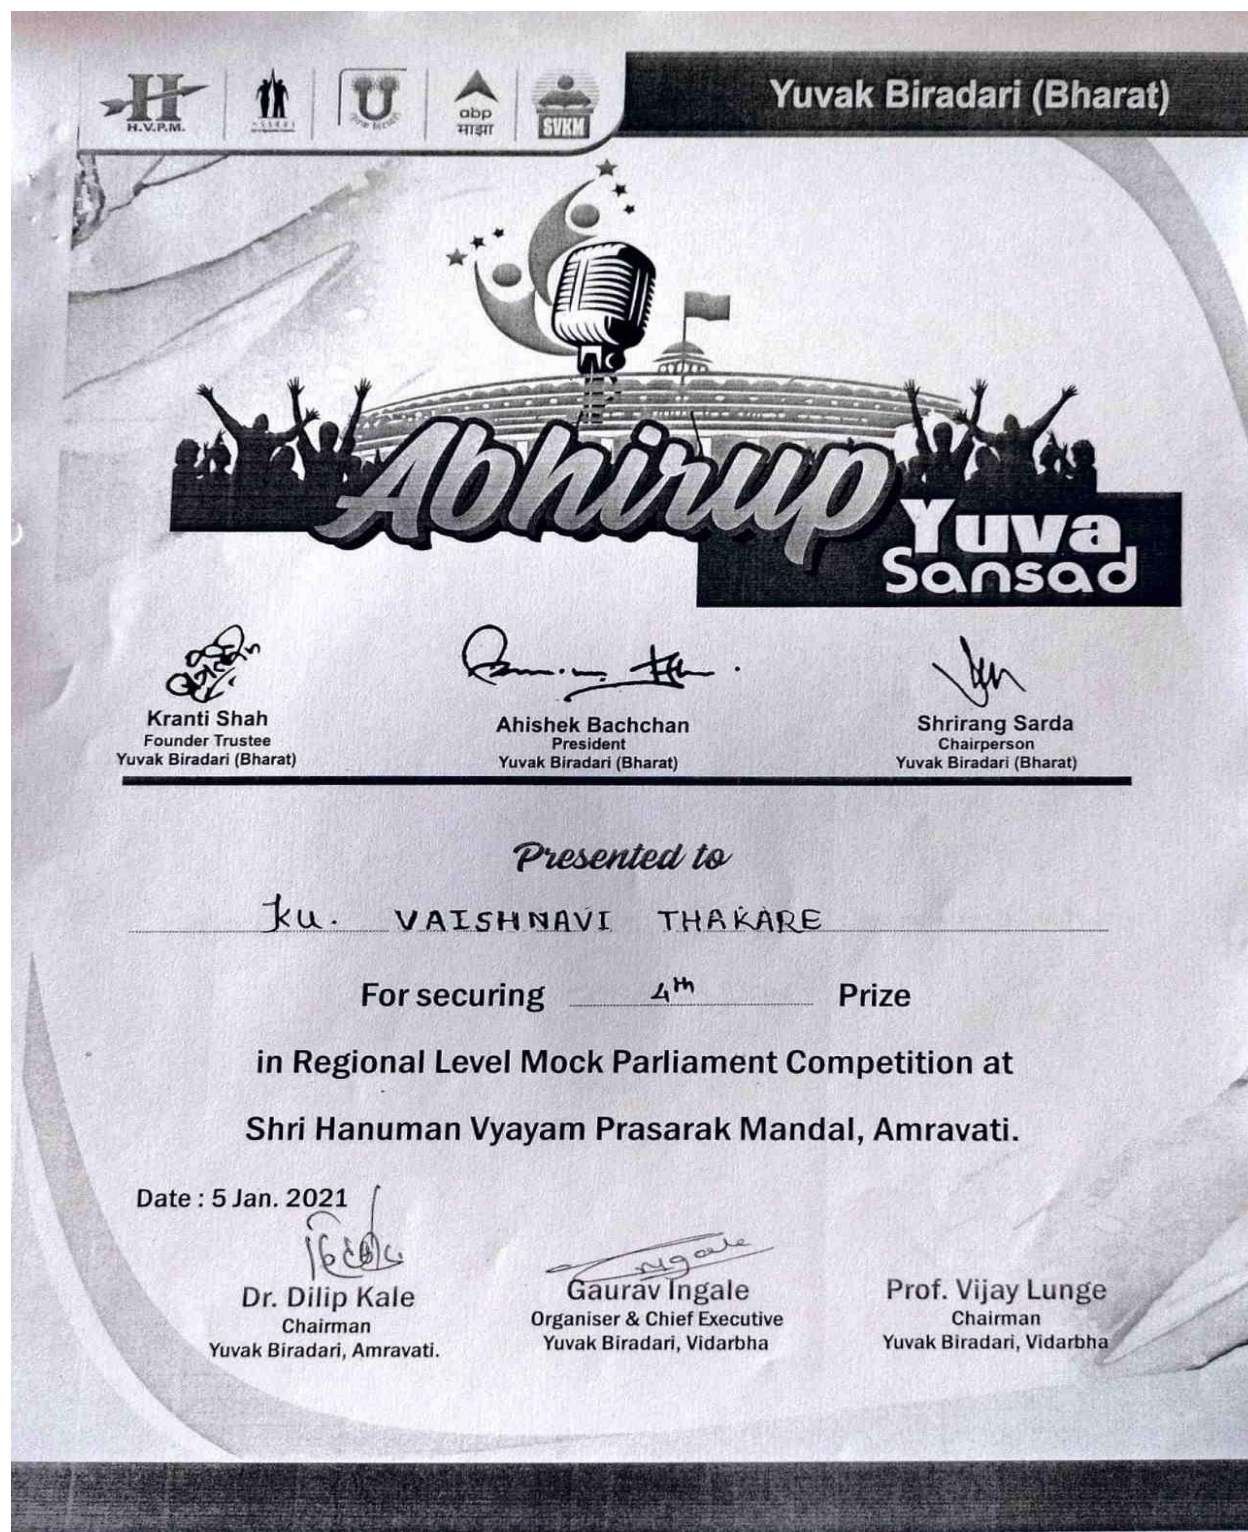 H.V.P.M.
abp
माझा
SVKM
Yuvak Biradari (Bharat)
Abhirup
Yuva
Sansad
Kranti Shah
Founder Trustee
Yuvak Biradari (Bharat)
Ahishek Bachchan
President
Yuvak Biradari (Bharat)
Shrirang Sarda
Chairperson
Yuvak Biradari (Bharat)
Presented to
Ku. VAISHNAVI THAKARE
For securing 4th Prize
in Regional Level Mock Parliament Competition at
Shri Hanuman Vyayam Prasarak Mandal, Amravati.
Date : 5 Jan. 2021
Dr. Dilip Kale
Chairman
Yuvak Biradari, Amravati.
Gaurav Ingale
Organiser & Chief Executive
Yuvak Biradari, Vidarbha
Prof. Vijay Lunge
Chairman
Yuvak Biradari, Vidarbha